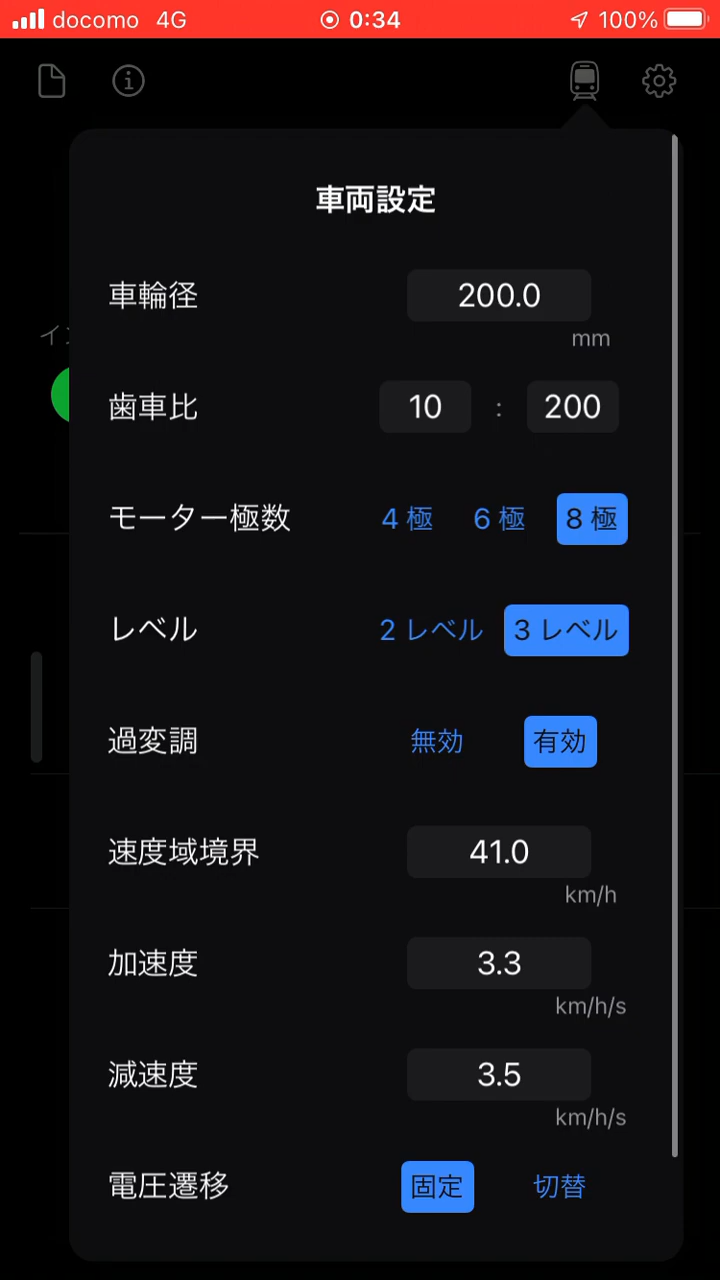 docomo 4G 0:34 100%
車両設定
車輪径 200.0
mm
歯車比 10 : 200
モーター極数 4 極 6 極 8 極
レベル 2 レベル 3 レベル
過変調 無効 有効
速度域境界 41.0
km/h
加速度 3.3
km/h/s
減速度 3.5
km/h/s
電圧遷移 固定 切替